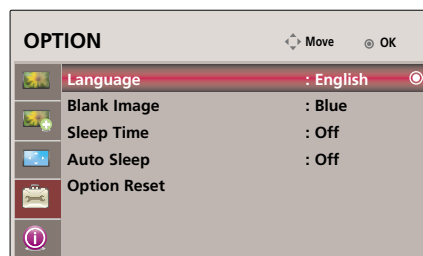 OPTION Move OK
Language : English
Blank Image : Blue
Sleep Time : Off
Auto Sleep : Off
Option Reset